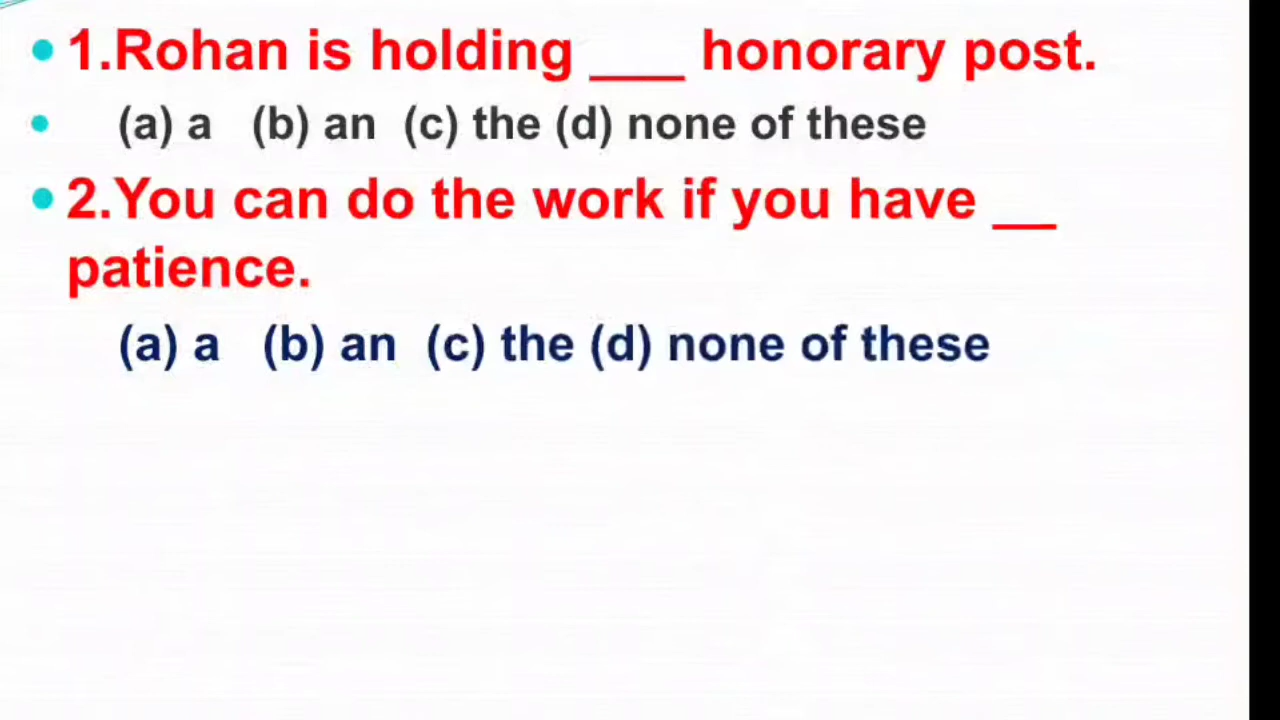 1.Rohan is holding ___ honorary post.
(a) a (b) an (c) the (d) none of these
2.You can do the work if you have __
patience.
(a) a (b) an (c) the (d) none of these